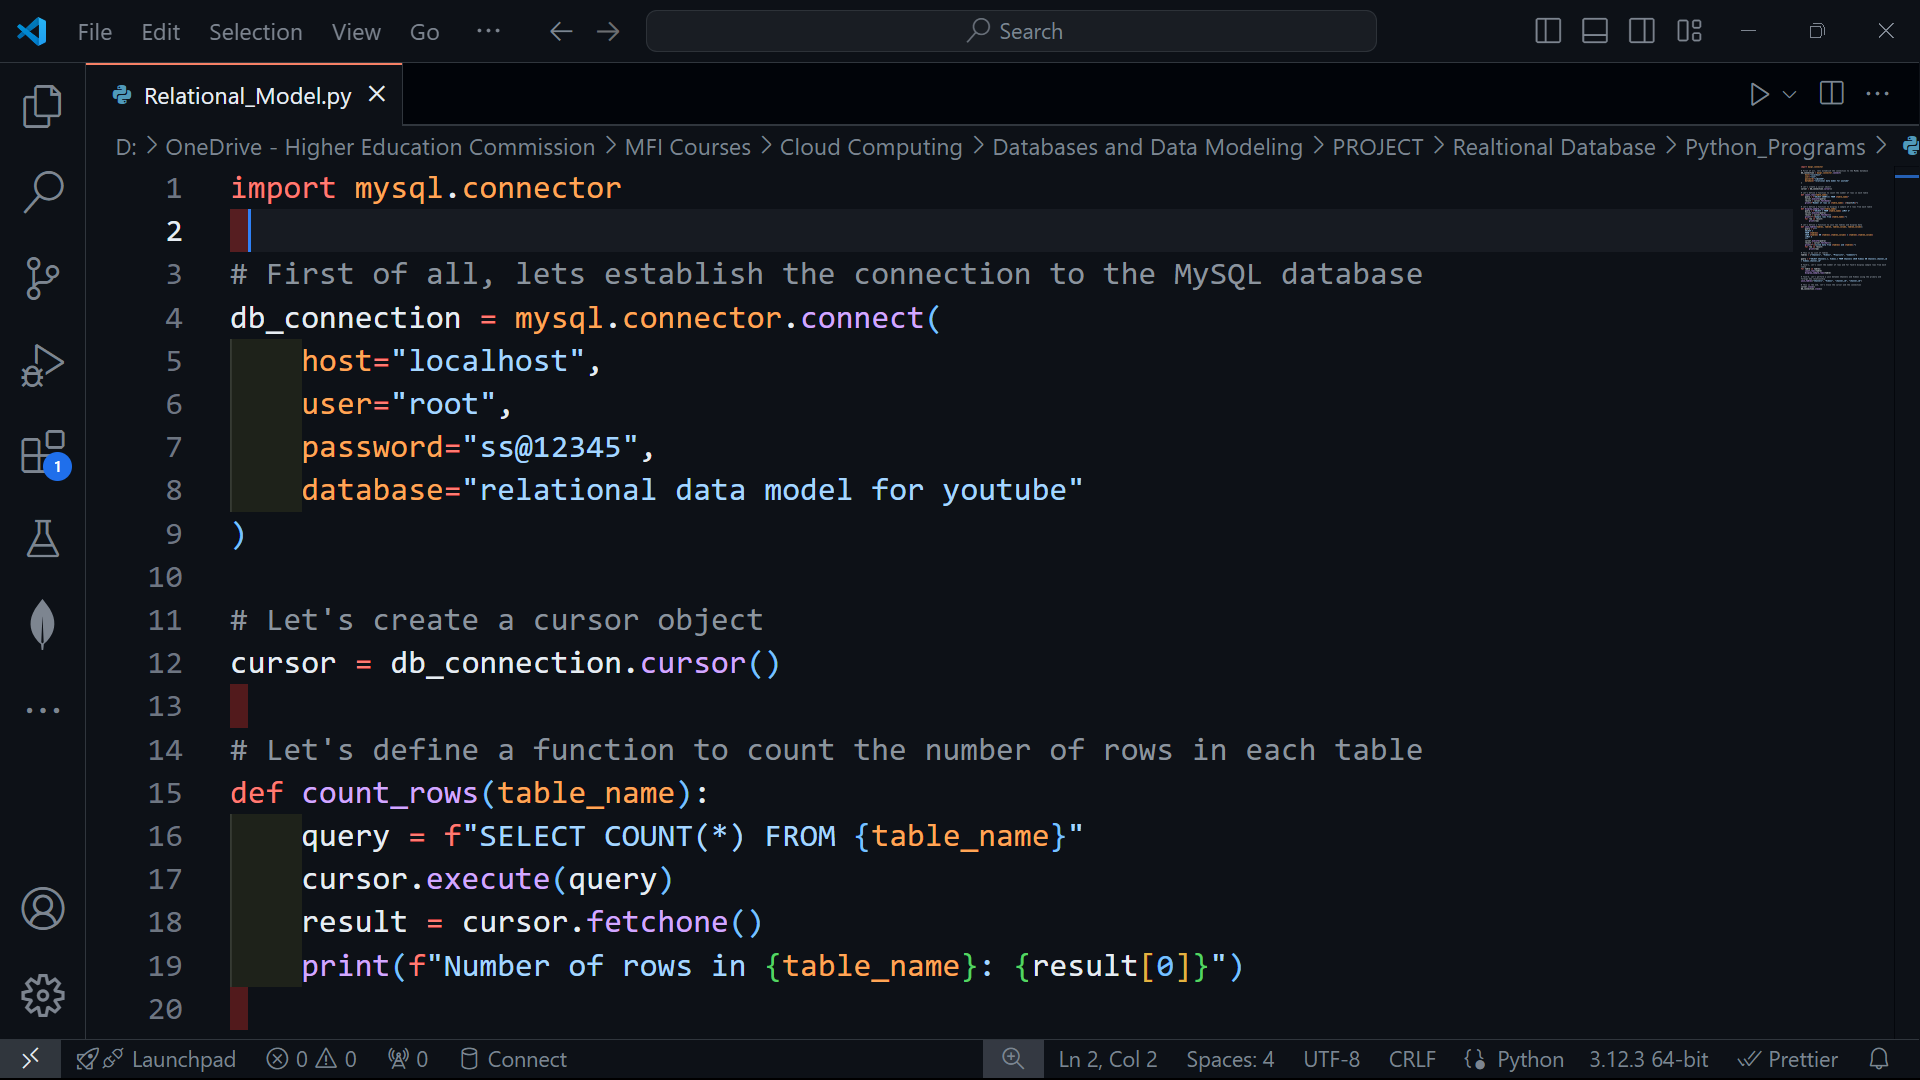 File Edit Selection View Go ··· Search
Relational_Model.py
D: > OneDrive - Higher Education Commission > MFI Courses > Cloud Computing > Databases and Data Modeling > PROJECT > Realtional Database > Python_Programs >
1 import mysql.connector
2
3 # First of all, lets establish the connection to the MySQL database
4 db_connection = mysql.connector.connect(
5     host="localhost",
6     user="root",
7     password="ss@12345",
8     database="relational data model for youtube"
9 )
10
11 # Let's create a cursor object
12 cursor = db_connection.cursor()
13
14 # Let's define a function to count the number of rows in each table
15 def count_rows(table_name):
16     query = f"SELECT COUNT(*) FROM {table_name}"
17     cursor.execute(query)
18     result = cursor.fetchone()
19     print(f"Number of rows in {table_name}: {result[0]}")
20
1
Launchpad 0 0 0 Connect Ln 2, Col 2 Spaces: 4 UTF-8 CRLF Python 3.12.3 64-bit Prettier